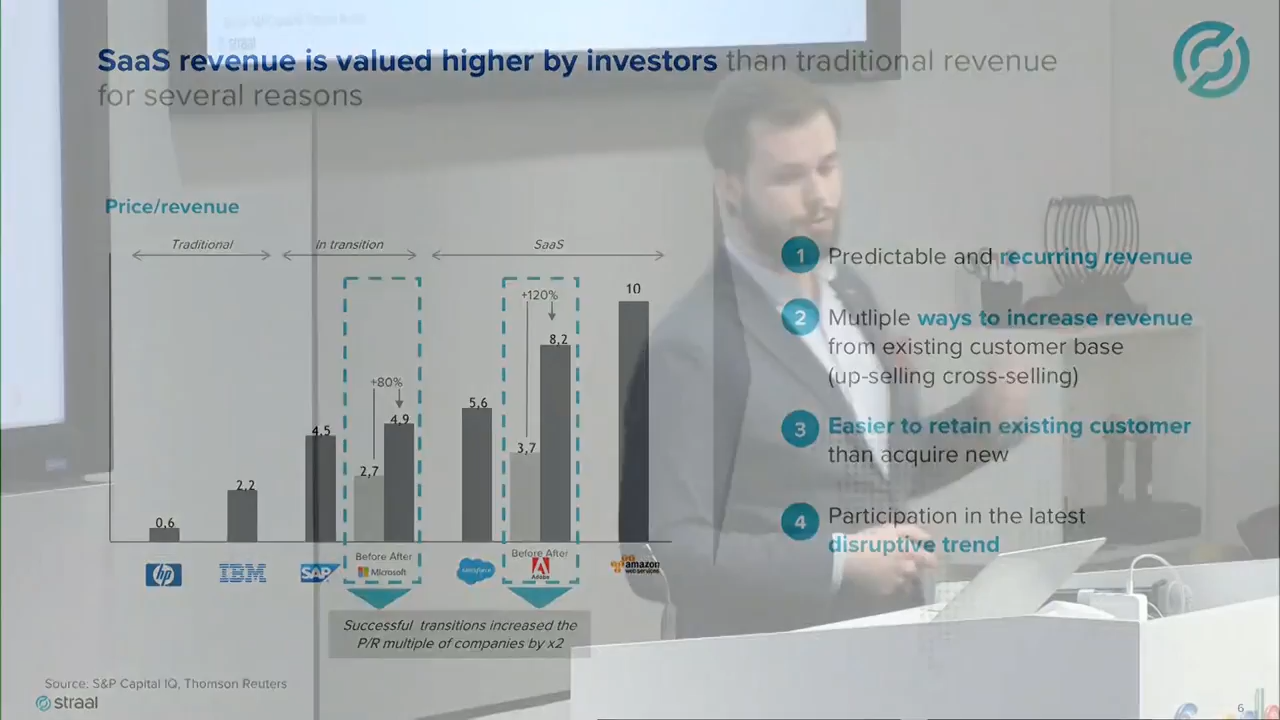 SaaS revenue is valued higher by investors than traditional revenue
for several reasons
Price/revenue
Traditional
In transition
SaaS
0,6
2,2
4,5
2,7
+80%
4,9
5,6
3,7
+120%
8,2
10
hp
IBM
SAP
Before After
Microsoft
salesforce
Before After
Adobe
amazon
web services
Successful transitions increased the
P/R multiple of companies by x2
1
Predictable and recurring revenue
2
Mutliple ways to increase revenue
from existing customer base
(up-selling cross-selling)
3
Easier to retain existing customer
than acquire new
4
Participation in the latest
disruptive trend
Source: S&P Capital IQ, Thomson Reuters
straal
6